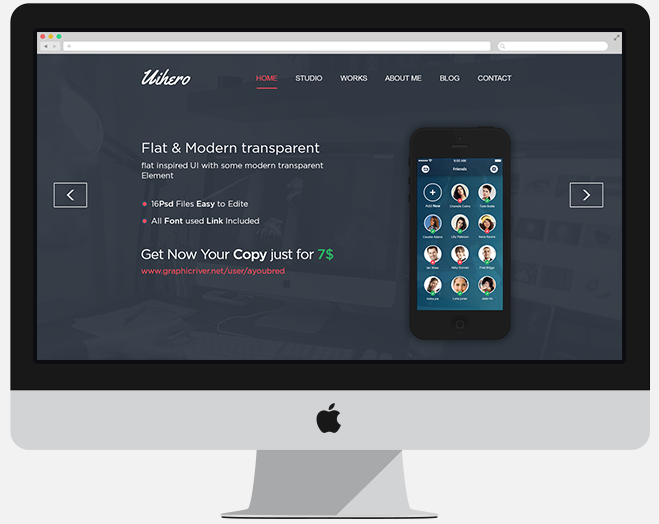 Uihero
HOME STUDIO WORKS ABOUT ME BLOG CONTACT
Flat & Modern transparent
flat inspired UI with some modern transparent
Element
16Psd Files Easy to Edite
All Font used Link Included
Get Now Your Copy just for 7$
www.graphicriver.net/user/ayoubred
Friends
Add New